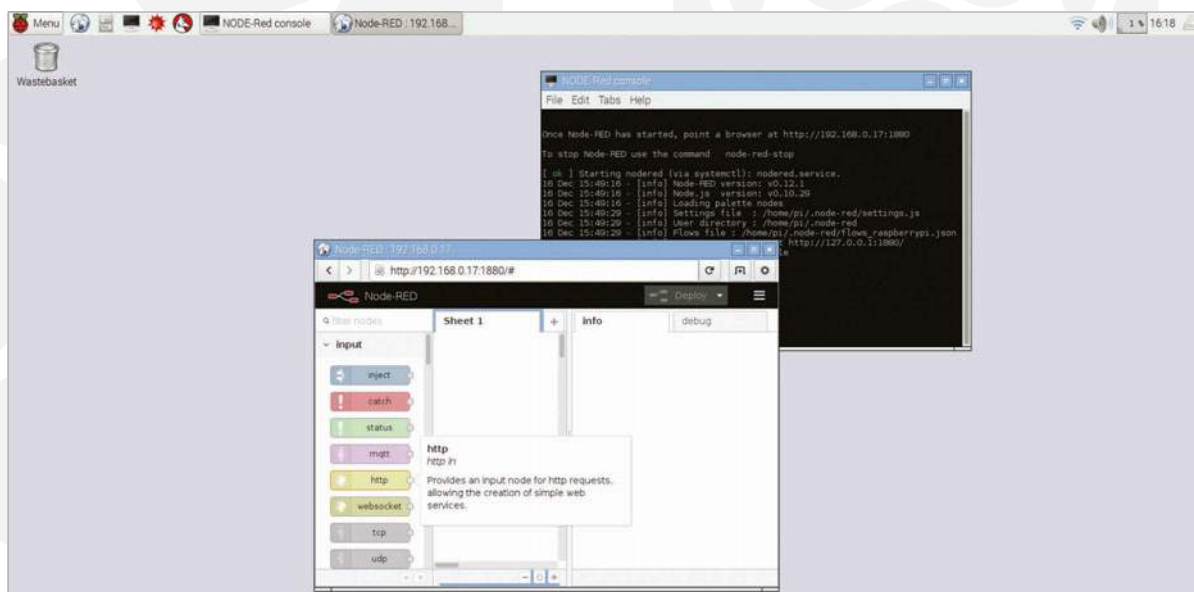 Menu
NODE-Red console
Node-RED : 192.168...
1 %
16:18
Wastebasket
NODE-Red console
File Edit Tabs Help
Once Node-RED has started, point a browser at http://192.168.0.17:1880
To stop Node-RED use the command node-red-stop
[ ok ] Starting nodered (via systemctl): nodered.service.
16 Dec 15:49:16 - [info] Node-RED version: v0.12.1
16 Dec 15:49:16 - [info] Node.js version: v0.10.29
16 Dec 15:49:16 - [info] Loading palette nodes
16 Dec 15:49:29 - [info] Settings file : /home/pi/.node-red/settings.js
16 Dec 15:49:29 - [info] User directory : /home/pi/.node-red
16 Dec 15:49:29 - [info] Flows file : /home/pi/.node-red/flows_raspberrypi.json
http://127.0.0.1:1880/
Node-RED : 192.168.0.17
http://192.168.0.17:1880/#
Node-RED
Deploy
filter nodes
Sheet 1
+
info
debug
input
inject
catch
status
mqtt
http
websocket
tcp
udp
http
http in
Provides an input node for http requests,
allowing the creation of simple web
services.